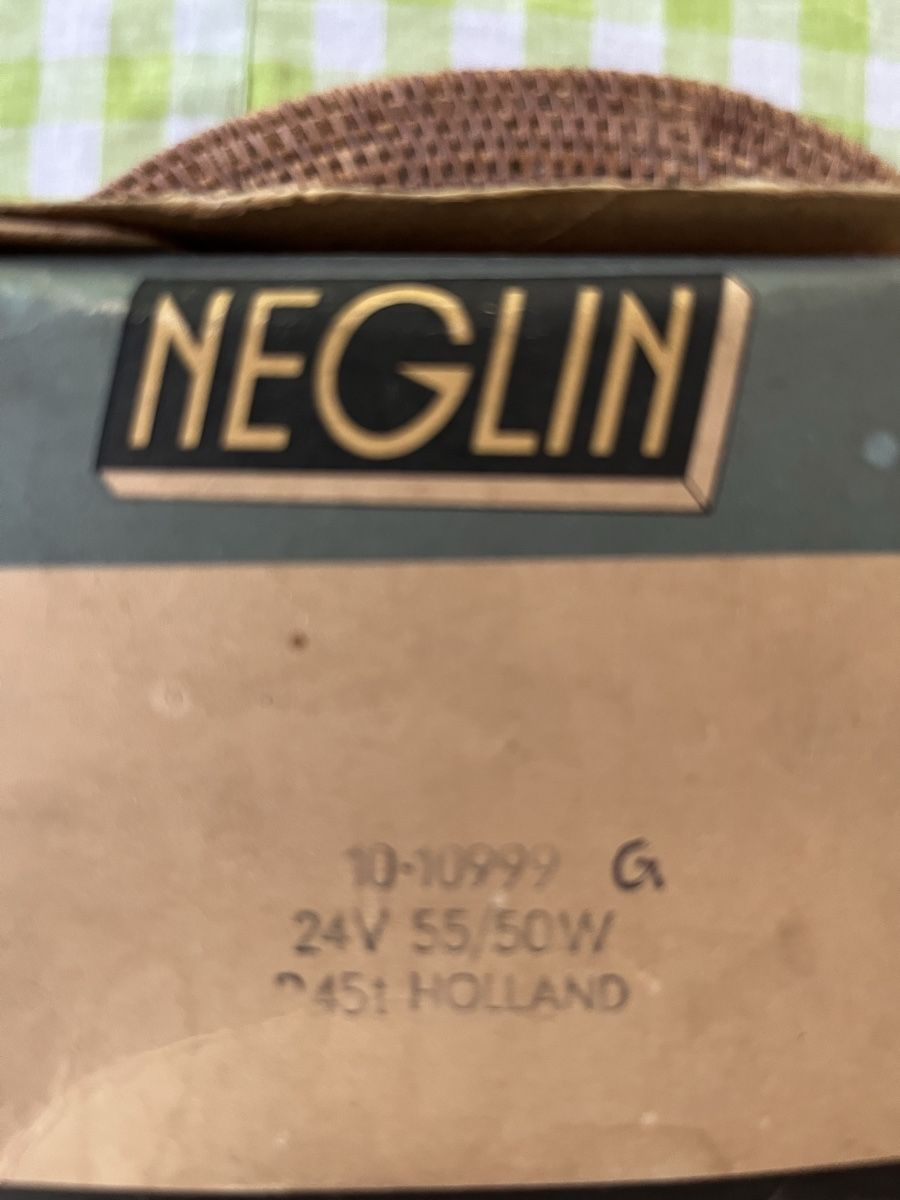 NEGLIN
10-10999 G
24V 55/50W
HOLLAND